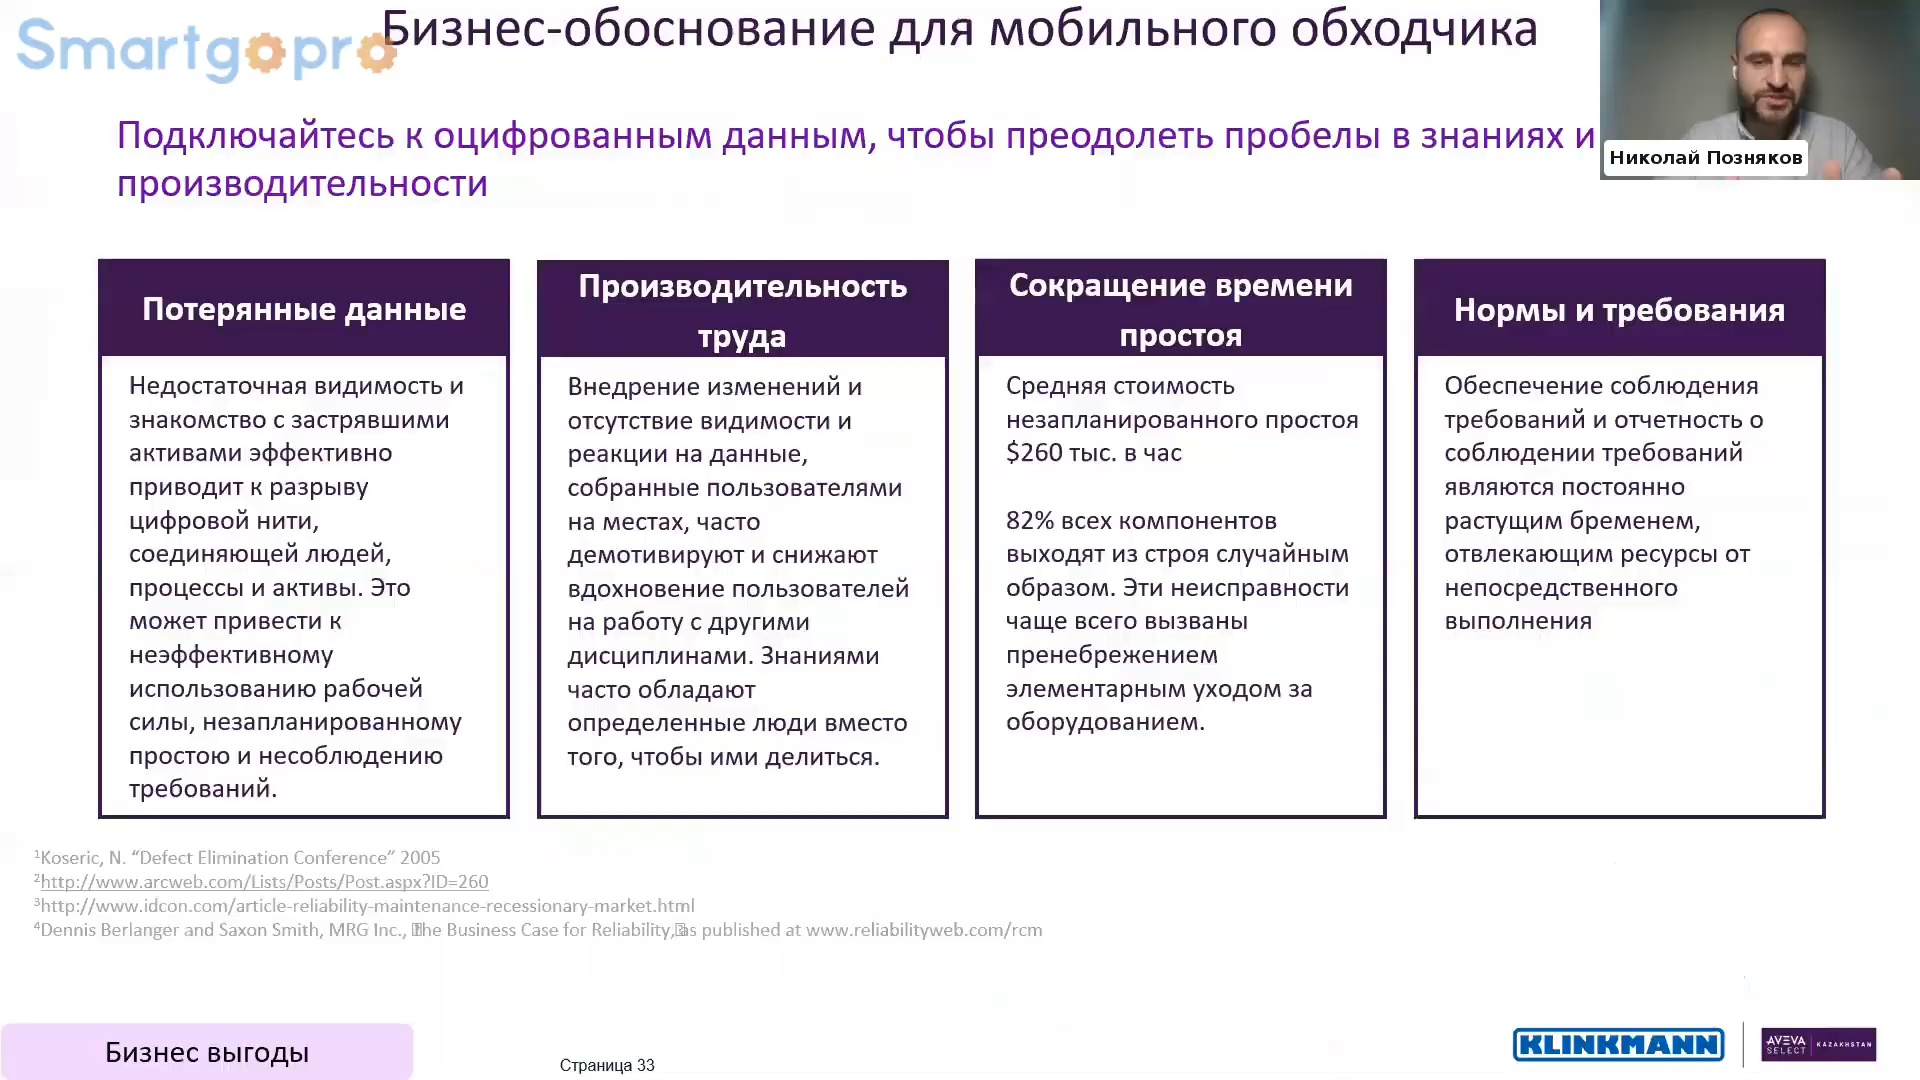 Smartgopro
Бизнес-обоснование для мобильного обходчика
Николай Позняков
Подключайтесь к оцифрованным данным, чтобы преодолеть пробелы в знаниях и
производительности
Потерянные данные
Недостаточная видимость и
знакомство с застрявшими
активами эффективно
приводит к разрыву
цифровой нити,
соединяющей людей,
процессы и активы. Это
может привести к
неэффективному
использованию рабочей
силы, незапланированному
простою и несоблюдению
требований.
Производительность
труда
Внедрение изменений и
отсутствие видимости и
реакции на данные,
собранные пользователями
на местах, часто
демотивируют и снижают
вдохновение пользователей
на работу с другими
дисциплинами. Знаниями
часто обладают
определенные люди вместо
того, чтобы ими делиться.
Сокращение времени
простоя
Средняя стоимость
незапланированного простоя
$260 тыс. в час
82% всех компонентов
выходят из строя случайным
образом. Эти неисправности
чаще всего вызваны
пренебрежением
элементарным уходом за
оборудованием.
Нормы и требования
Обеспечение соблюдения
требований и отчетность о
соблюдении требований
являются постоянно
растущим бременем,
отвлекающим ресурсы от
непосредственного
выполнения
¹Koseric, N. “Defect Elimination Conference” 2005
²http://www.arcweb.com/Lists/Posts/Post.aspx?ID=260
³http://www.idcon.com/article-reliability-maintenance-recessionary-market.html
⁴Dennis Berlanger and Saxon Smith, MRG Inc., The Business Case for Reliability, as published at www.reliabilityweb.com/rcm
Бизнес выгоды
Страница 33
KLINKMANN
AVEVA
SELECT
KAZAKHSTAN